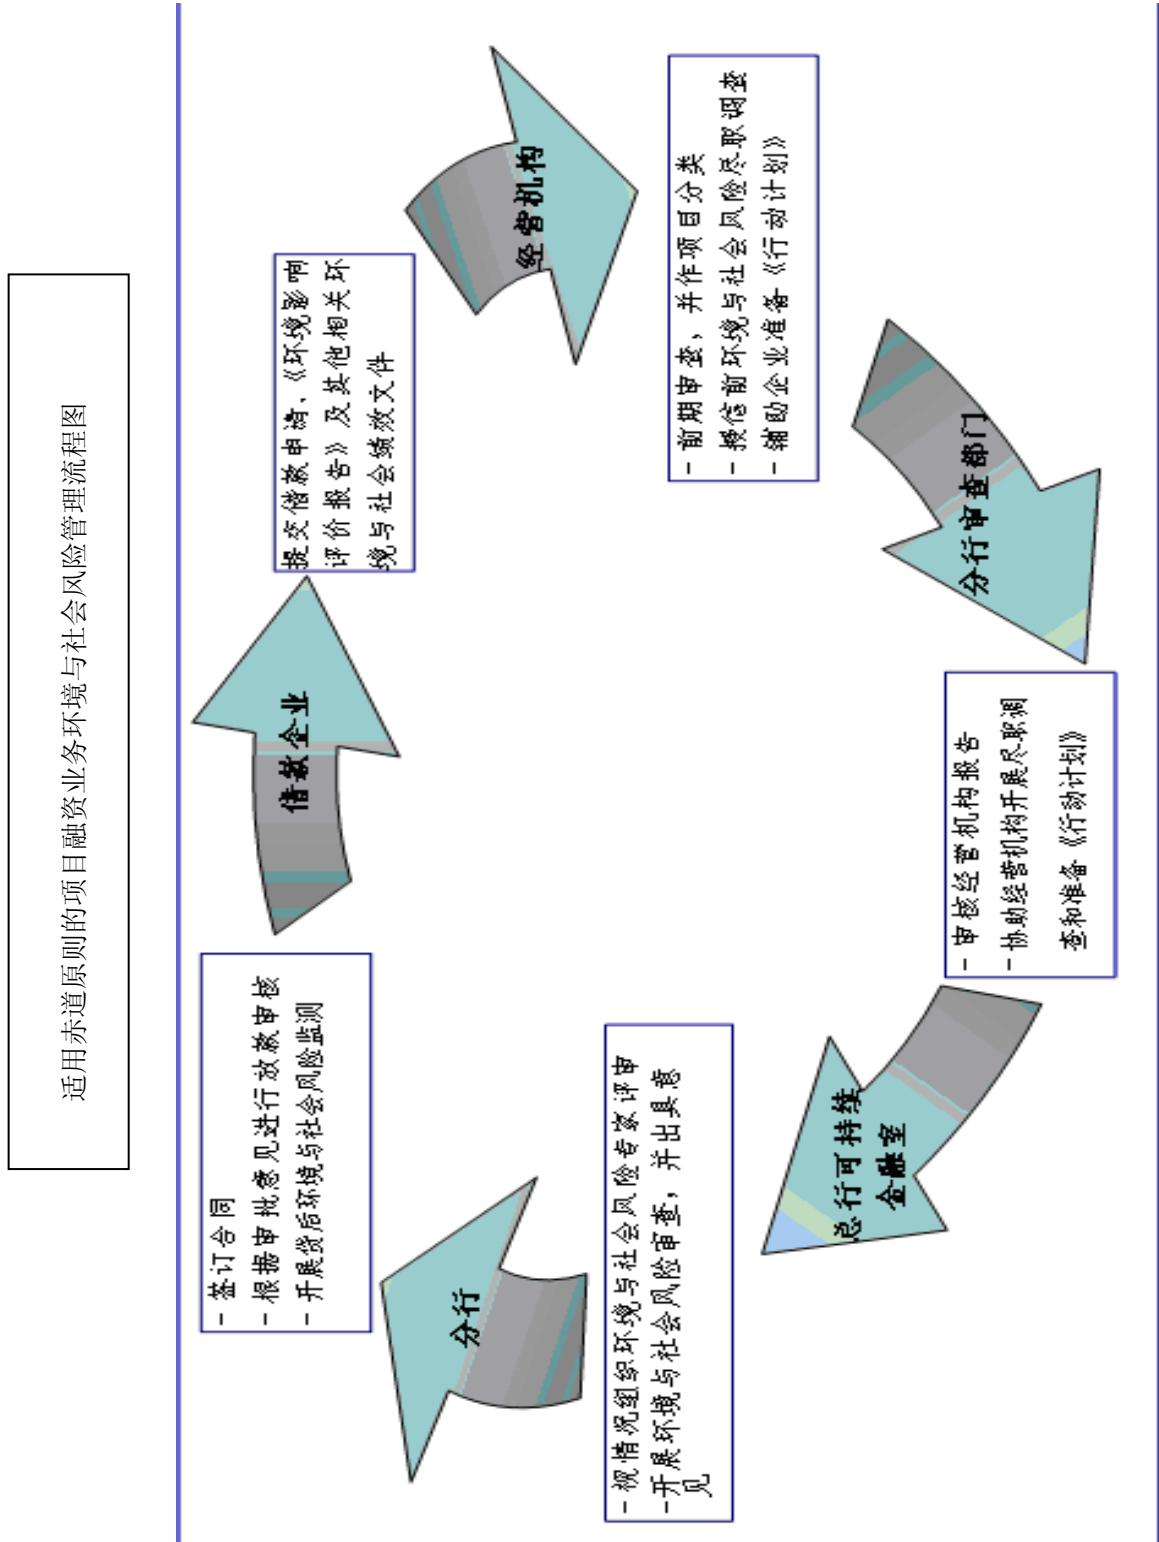 适用赤道原则的项目融资业务环境与社会风险管理流程图
借款企业
提交借款申请、《环境影响
评价报告》及其他相关环
境与社会绩效文件
经营机构
- 前期审查，并作项目分类
- 授信前环境与社会风险尽职调查
- 辅助企业准备《行动计划》
分行审查部门
- 审核经营机构报告
- 协助经营机构开展尽职调
查和准备《行动计划》
总行可持续
金融室
- 视情况组织环境与社会风险专家评审
-开展环境与社会风险审查，并出具意
见
分行
- 签订合同
- 根据审批意见进行放款审核
- 开展贷后环境与社会风险监测